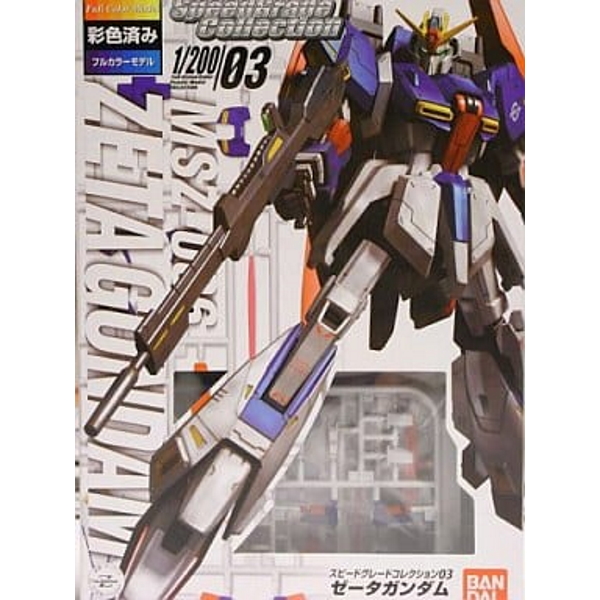 Full Color Model
Speed Grade
Collection
彩色済み
フルカラーモデル
1/200
03
MSZ-006
ZETA GUNDAM
スピードグレードコレクション03
ゼータガンダム
BAN
DAI